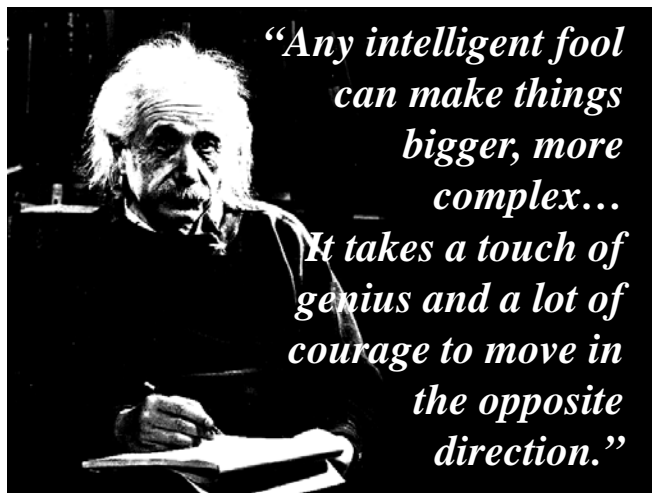 “Any intelligent fool
can make things
bigger, more
complex…
It takes a touch of
genius and a lot of
courage to move in
the opposite
direction.”